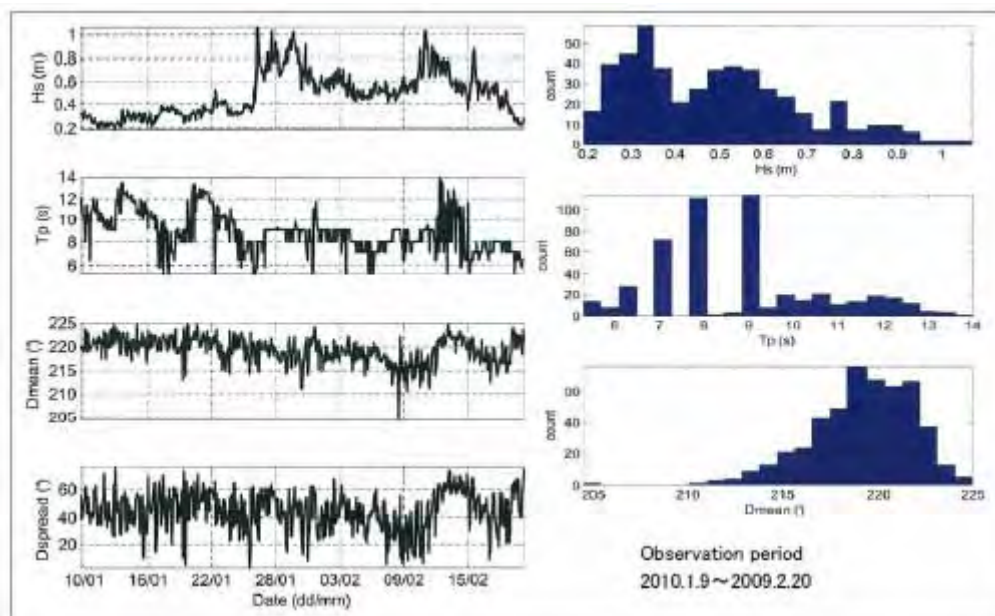 Hs (m)
1
0.8
0.6
0.4
0.2
Tp (s)
14
12
10
8
6
Dmean (°)
225
220
215
210
205
Dspread (°)
60
40
20
10/01 16/01 22/01 28/01 03/02 09/02 15/02
Date (dd/mm)
count
50
40
30
20
10
0
0.2 0.3 0.4 0.5 0.6 0.7 0.8 0.9 1
Hs (m)
count
100
80
60
40
20
0
6 7 8 9 10 11 12 13 14
Tp (s)
count
60
40
20
0
205 210 215 220 225
Dmean (°)
Observation period
2010.1.9～2009.2.20